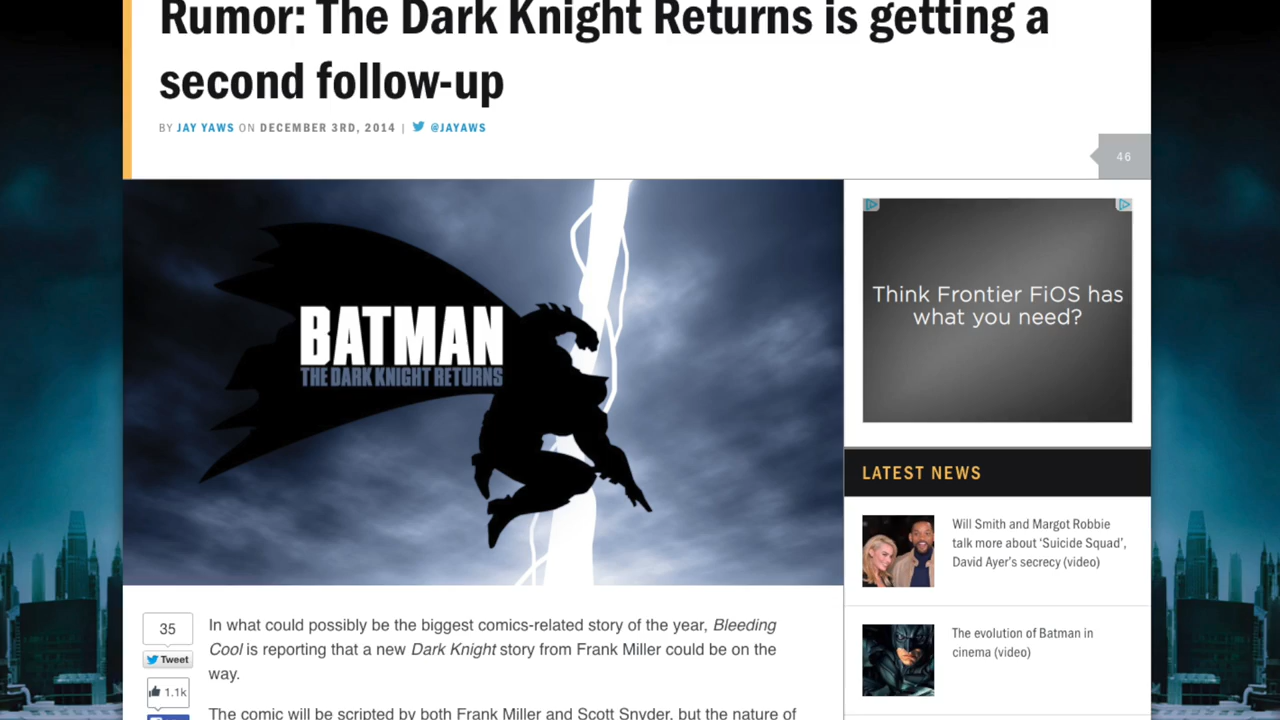 Rumor: The Dark Knight Returns is getting a
second follow-up
BY JAY YAWS ON DECEMBER 3RD, 2014 | @JAYAWS
46
BATMAN
THE DARK KNIGHT RETURNS
Think Frontier FiOS has
what you need?
LATEST NEWS
Will Smith and Margot Robbie
talk more about ‘Suicide Squad’,
David Ayer’s secrecy (video)
The evolution of Batman in
cinema (video)
35
Tweet
1.1k
In what could possibly be the biggest comics-related story of the year, Bleeding
Cool is reporting that a new Dark Knight story from Frank Miller could be on the
way.
The comic will be scripted by both Frank Miller and Scott Snyder, but the nature of